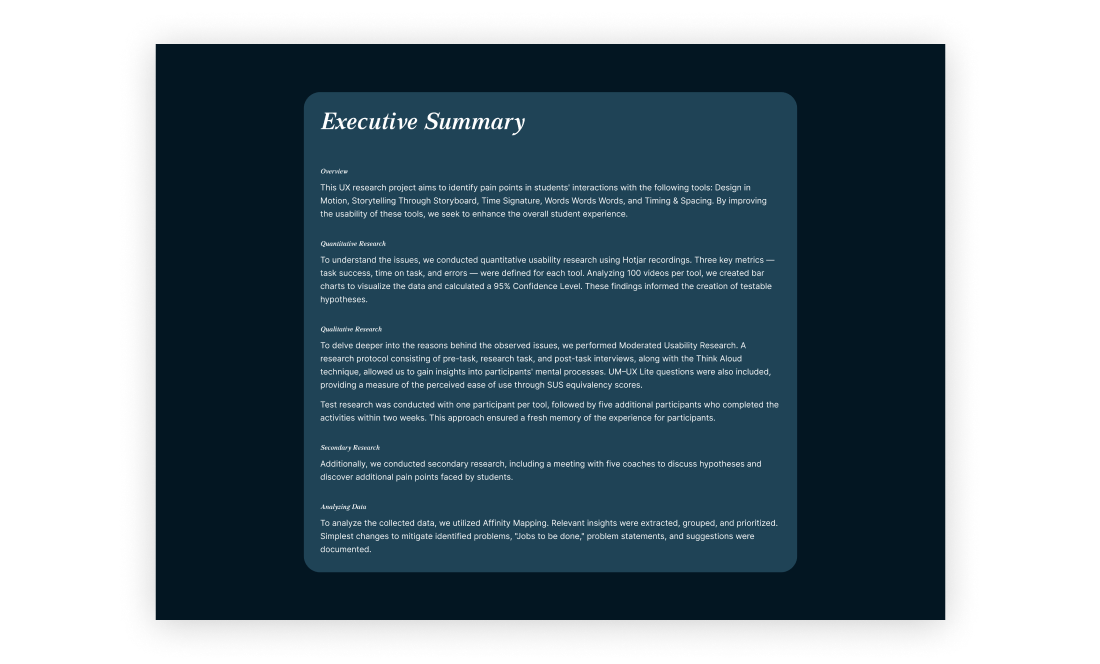 Executive Summary
Overview
This UX research project aims to identify pain points in students' interactions with the following tools: Design in
Motion, Storytelling Through Storyboard, Time Signature, Words Words Words, and Timing & Spacing. By improving
the usability of these tools, we seek to enhance the overall student experience.
Quantitative Research
To understand the issues, we conducted quantitative usability research using Hotjar recordings. Three key metrics —
task success, time on task, and errors — were defined for each tool. Analyzing 100 videos per tool, we created bar
charts to visualize the data and calculated a 95% Confidence Level. These findings informed the creation of testable
hypotheses.
Qualitative Research
To delve deeper into the reasons behind the observed issues, we performed Moderated Usability Research. A
research protocol consisting of pre-task, research task, and post-task interviews, along with the Think Aloud
technique, allowed us to gain insights into participants' mental processes. UM–UX Lite questions were also included,
providing a measure of the perceived ease of use through SUS equivalency scores.
Test research was conducted with one participant per tool, followed by five additional participants who completed the
activities within two weeks. This approach ensured a fresh memory of the experience for participants.
Secondary Research
Additionally, we conducted secondary research, including a meeting with five coaches to discuss hypotheses and
discover additional pain points faced by students.
Analyzing Data
To analyze the collected data, we utilized Affinity Mapping. Relevant insights were extracted, grouped, and prioritized.
Simplest changes to mitigate identified problems, "Jobs to be done," problem statements, and suggestions were
documented.